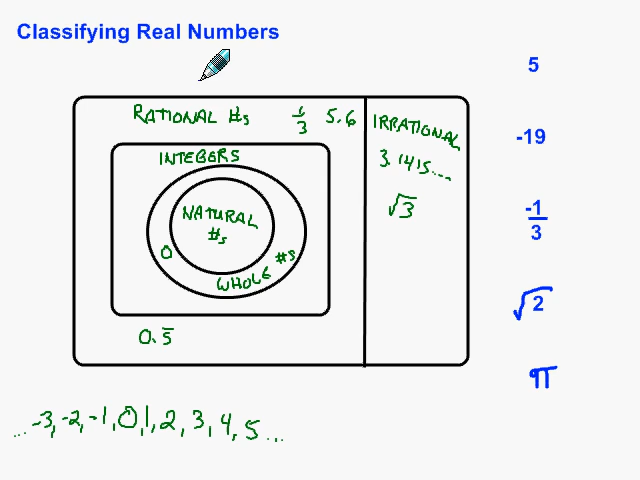 Classifying Real Numbers
RATIONAL #s 1/3 5.6
IRRATIONAL
3.1415....
√3
INTEGERS
NATURAL
#s
0
WHOLE #s
0.5̅
...-3, -2, -1, 0, 1, 2, 3, 4, 5...
5
-19
-1/3
√2
π